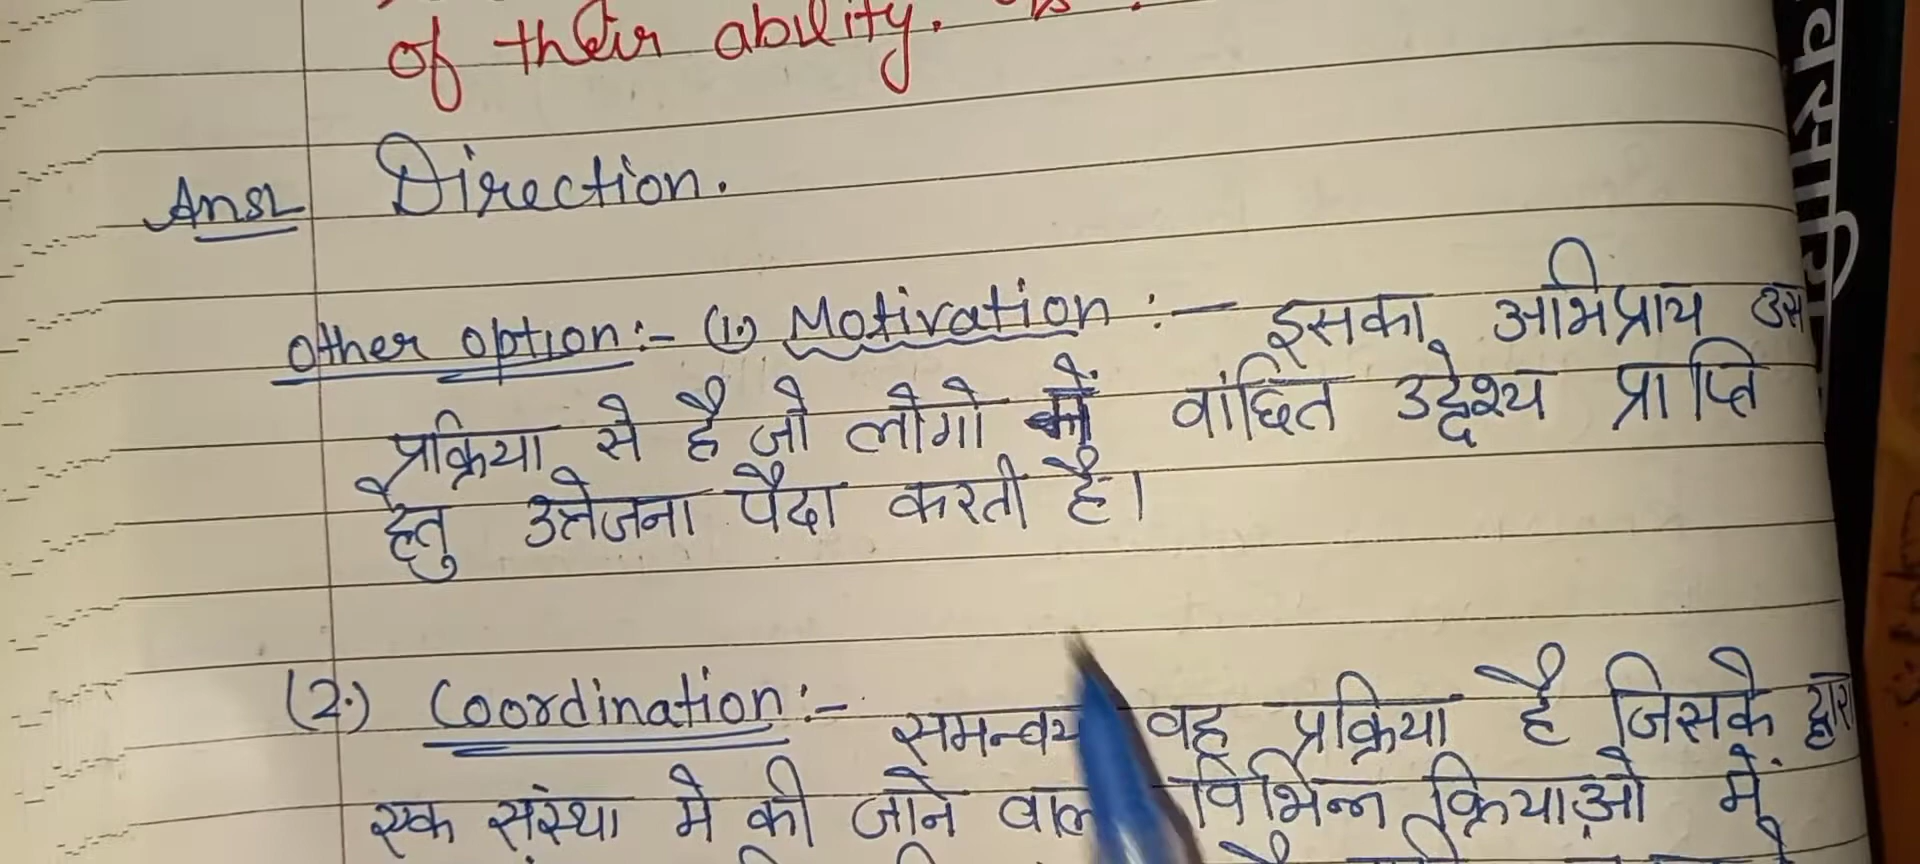 of their ability.
Ans Direction.
Other option:- (1) Motivation :- इसका अभिप्राय उस
प्रक्रिया से है जो लोगो में वांछित उद्देश्य प्राप्ति
हेतु उत्तेजना पैदा करती है।
(2.) Coordination:- समन्वय वह प्रक्रिया है जिसके द्वारा
एक संस्था मे की जाने विभिन्न क्रियाओं में